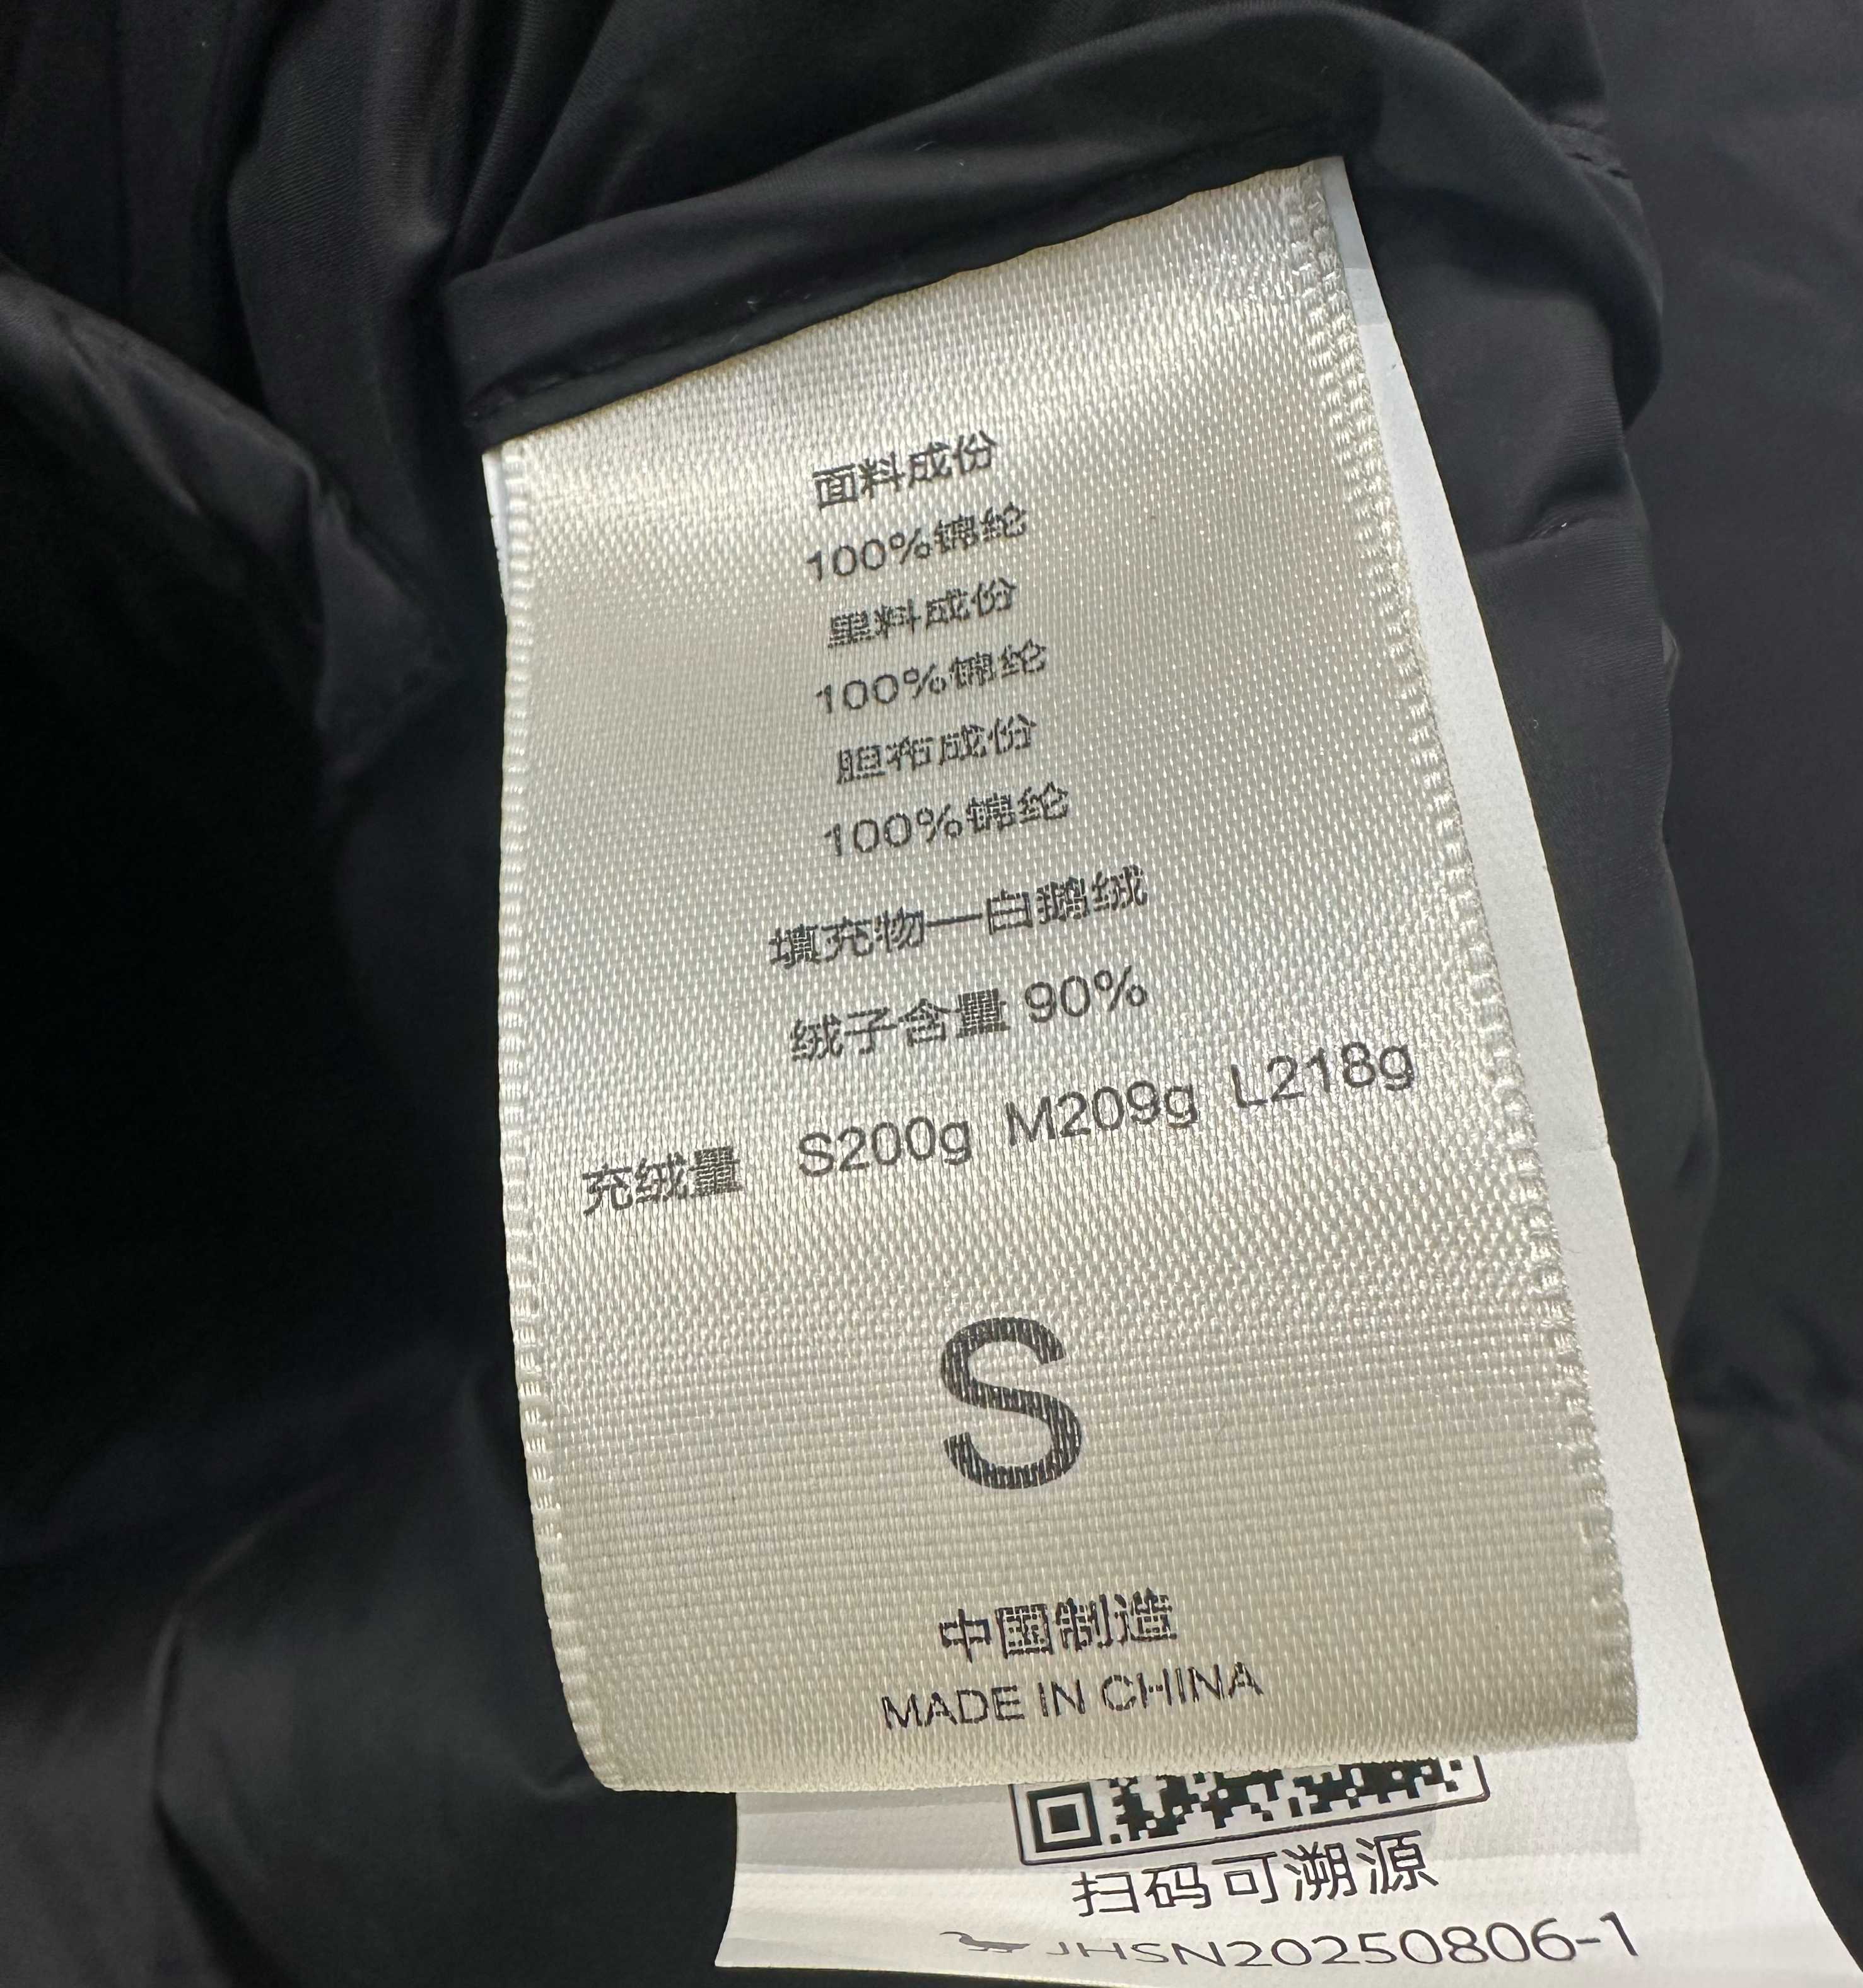 面料成份
100%锦纶
里料成份
100%锦纶
胆布成份
100%锦纶
填充物一白鹅绒
绒子含量 90%
充绒量 S200g M209g L218g
S
中国制造
MADE IN CHINA
扫码可溯源
JHSN20250806-1